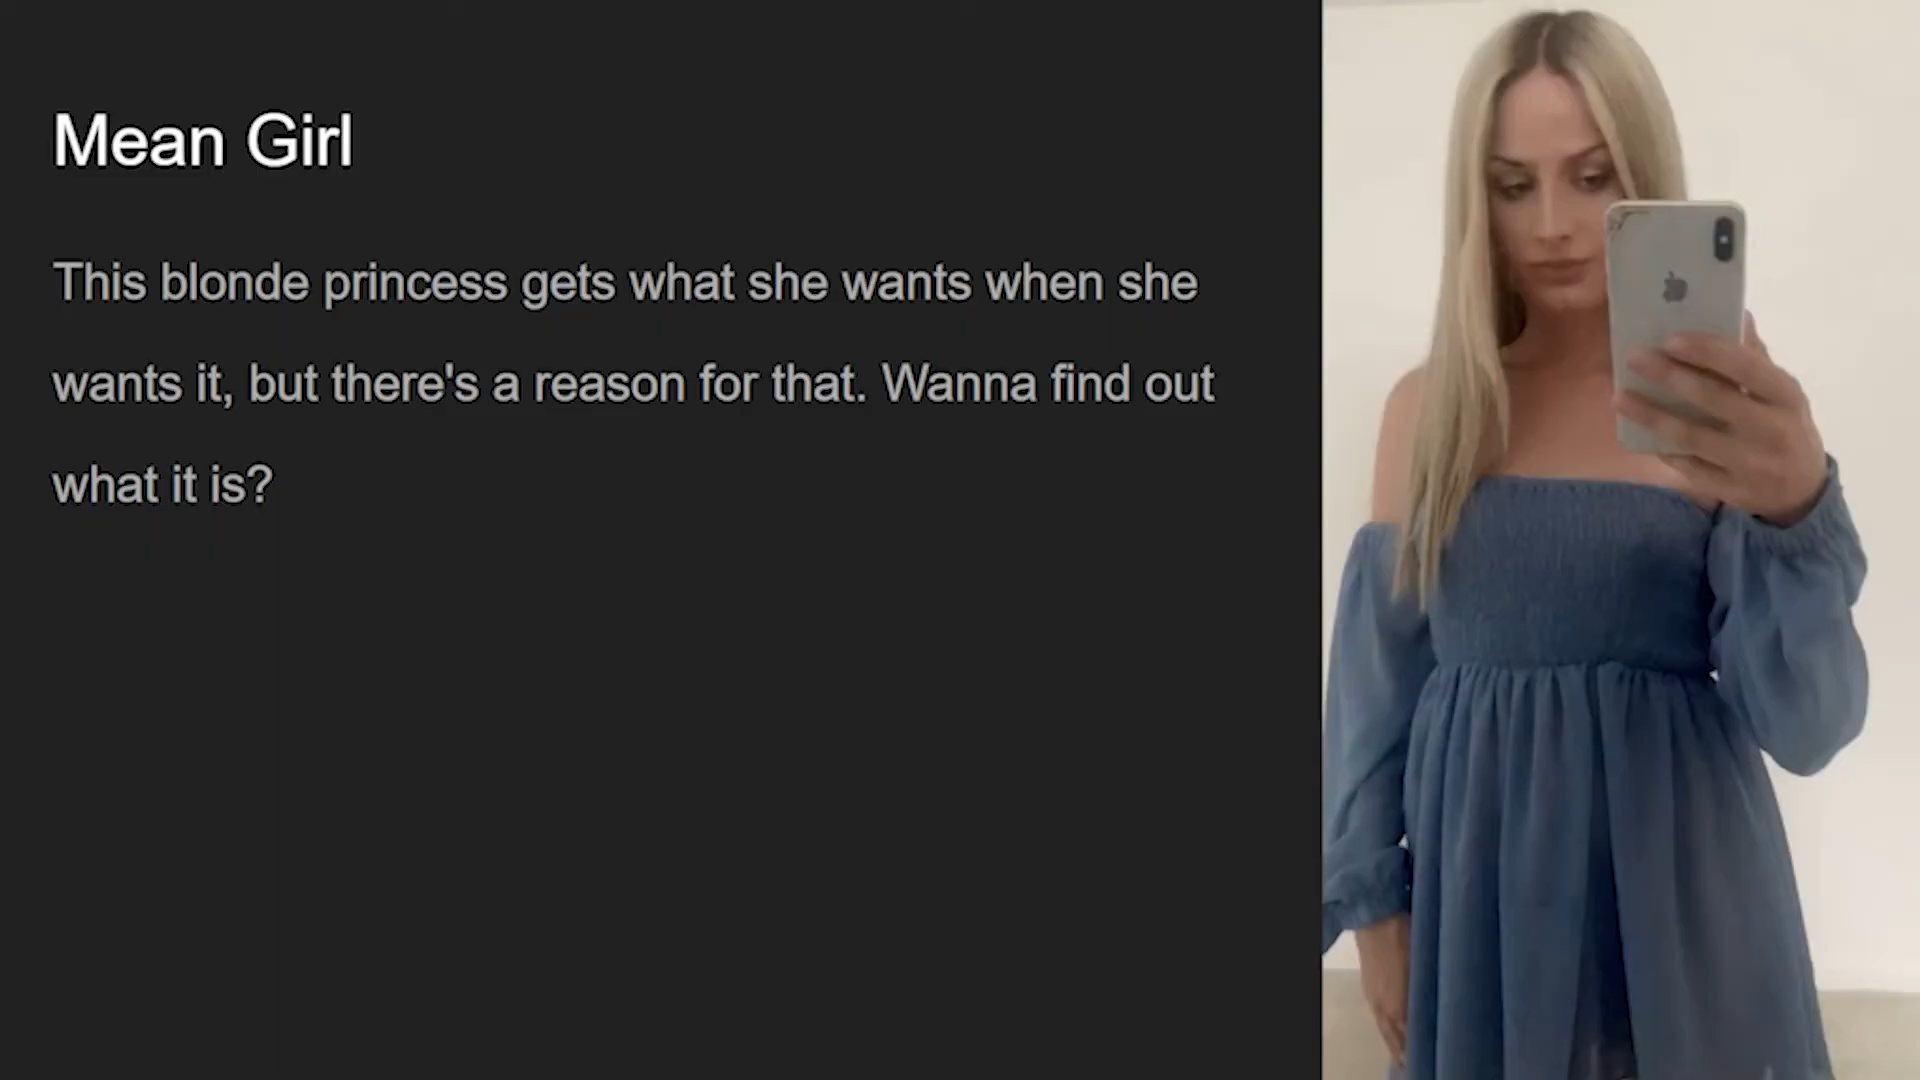 Mean Girl
This blonde princess gets what she wants when she
wants it, but there's a reason for that. Wanna find out
what it is?